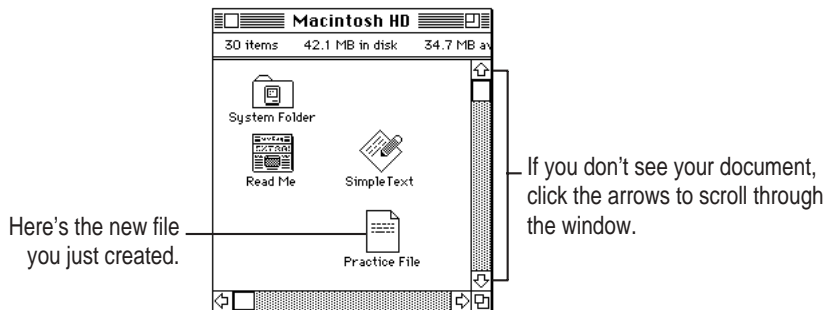 Macintosh HD
30 items 42.1 MB in disk 34.7 MB av
System Folder
Read Me SimpleText
If you don’t see your document,
click the arrows to scroll through
the window.
Here’s the new file
you just created.
Practice File